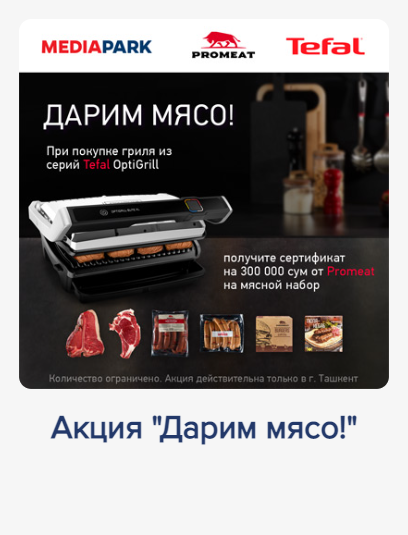 MEDIAPARK
PROMEAT
Tefal
ДАРИМ МЯСО!
При покупке гриля из
серий Tefal OptiGrill
получите сертификат
на 300 000 сум от Promeat
на мясной набор
Количество ограничено. Акция действительна только в г. Ташкент
Акция "Дарим мясо!"